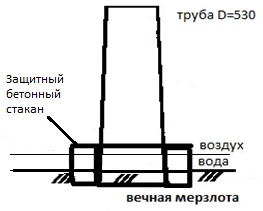 труба D=530
Защитный
бетонный
стакан
воздух
вода
вечная мерзлота